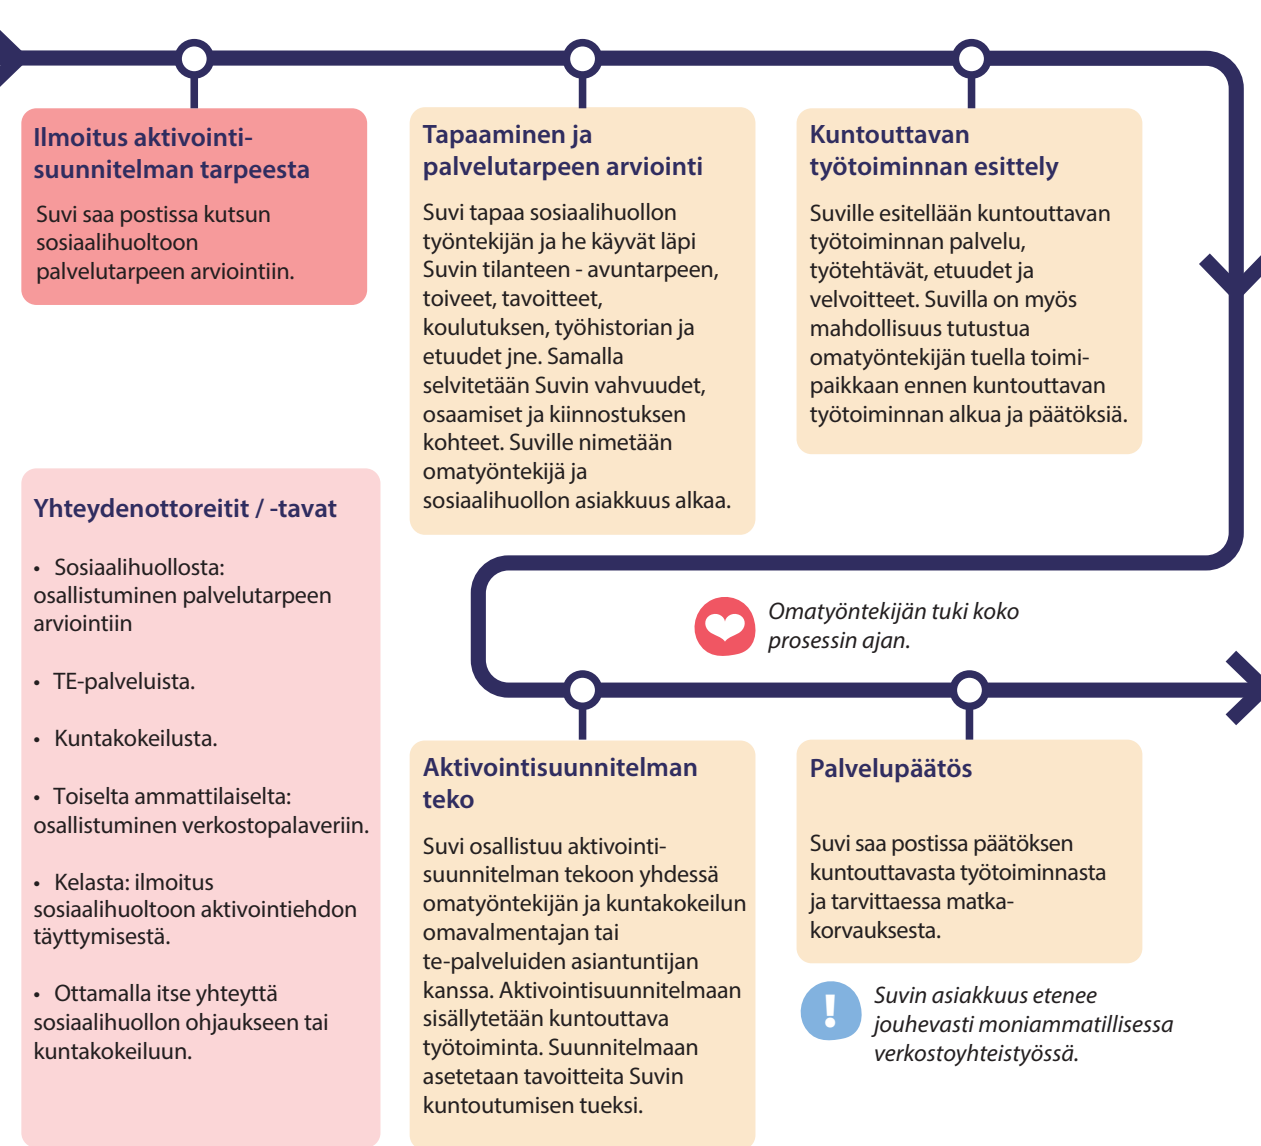 Ilmoitus aktivointi-
suunnitelman tarpeesta
Suvi saa postissa kutsun
sosiaalihuoltoon
palvelutarpeen arviointiin.
Tapaaminen ja
palvelutarpeen arviointi
Suvi tapaa sosiaalihuollon
työntekijän ja he käyvät läpi
Suvin tilanteen - avuntarpeen,
toiveet, tavoitteet,
koulutuksen, työhistorian ja
etuudet jne. Samalla
selvitetään Suvin vahvuudet,
osaamiset ja kiinnostuksen
kohteet. Suville nimetään
omatyöntekijä ja
sosiaalihuollon asiakkuus alkaa.
Kuntouttavan
työtoiminnan esittely
Suville esitellään kuntouttavan
työtoiminnan palvelu,
työtehtävät, etuudet ja
velvoitteet. Suvilla on myös
mahdollisuus tutustua
omatyöntekijän tuella toimi-
paikkaan ennen kuntouttavan
työtoiminnan alkua ja päätöksiä.
Yhteydenottoreitit / -tavat
• Sosiaalihuollosta:
osallistuminen palvelutarpeen
arviointiin
• TE-palveluista.
• Kuntakokeilusta.
• Toiselta ammattilaiselta:
osallistuminen verkostopalaveriin.
• Kelasta: ilmoitus
sosiaalihuoltoon aktivointiehdon
täyttymisestä.
• Ottamalla itse yhteyttä
sosiaalihuollon ohjaukseen tai
kuntakokeiluun.
Omatyöntekijän tuki koko
prosessin ajan.
Aktivointisuunnitelman
teko
Suvi osallistuu aktivointi-
suunnitelman tekoon yhdessä
omatyöntekijän ja kuntakokeilun
omavalmentajan tai
te-palveluiden asiantuntijan
kanssa. Aktivointisuunnitelmaan
sisällytetään kuntouttava
työtoiminta. Suunnitelmaan
asetetaan tavoitteita Suvin
kuntoutumisen tueksi.
Palvelupäätös
Suvi saa postissa päätöksen
kuntouttavasta työtoiminnasta
ja tarvittaessa matka-
korvauksesta.
!
Suvin asiakkuus etenee
jouhevasti moniammatillisessa
verkostoyhteistyössä.